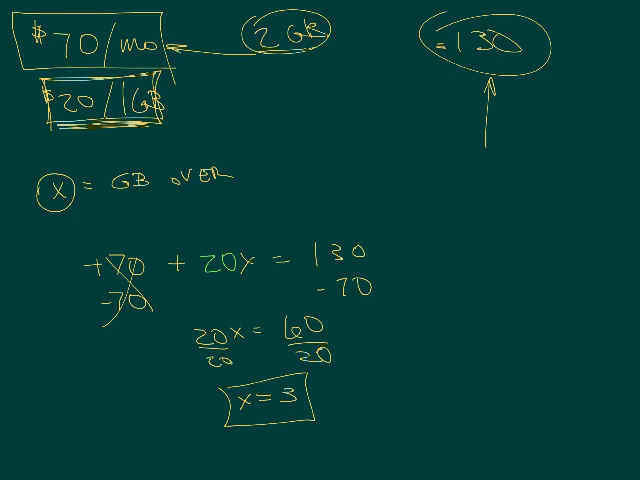 $70/mo
2 GB
= 130
$20/1GB
x = GB OVER
+70 + 20x = 130
-70 -70
20x = 60
20 20
x = 3